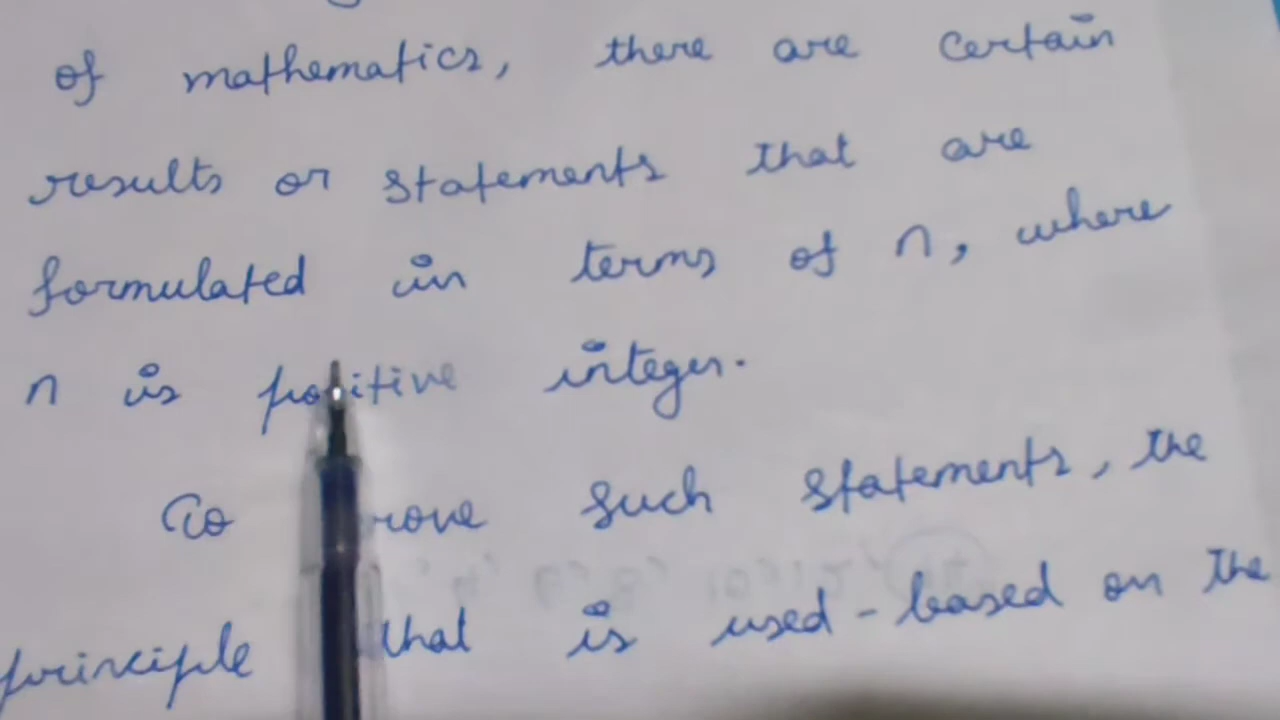 of mathematics, there are certain
results or statements that are
formulated in terms of n, where
n is positive integer.
To prove such statements, the
principle that is used - based on the